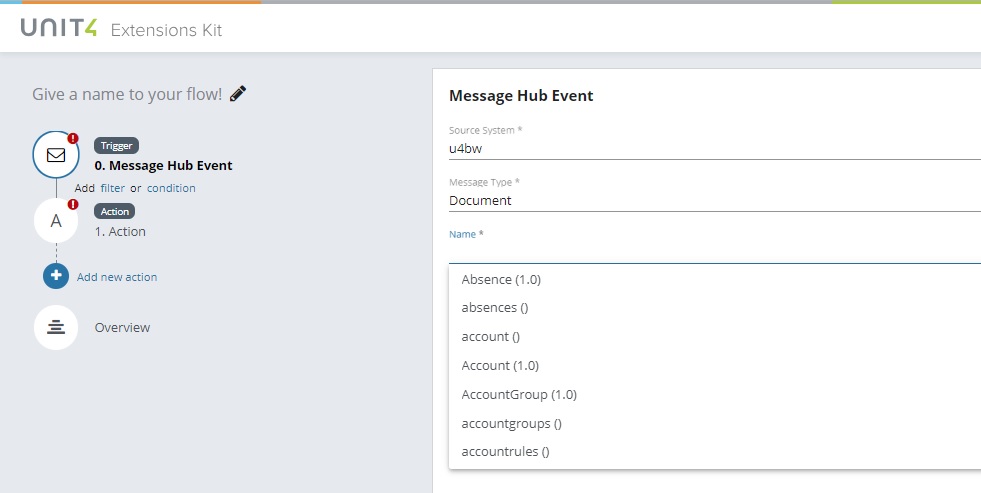 UNIT4 Extensions Kit
Give a name to your flow!
Trigger
0. Message Hub Event
Add filter or condition
A
Action
1. Action
Add new action
Overview
Message Hub Event
Source System *
u4bw
Message Type *
Document
Name *
Absence (1.0)
absences ()
account ()
Account (1.0)
AccountGroup (1.0)
accountgroups ()
accountrules ()